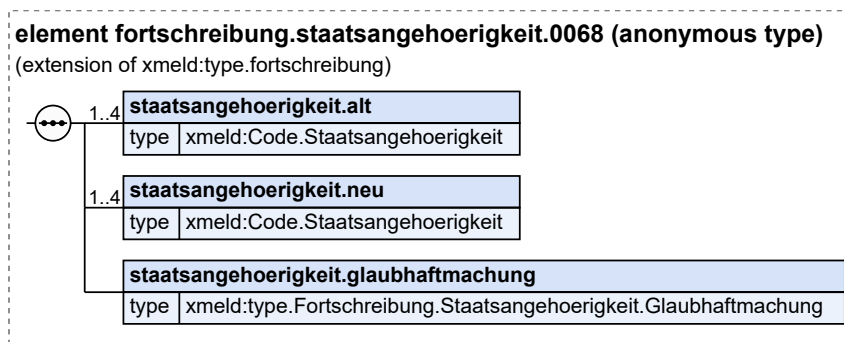 element fortschreibung.staatsangehoerigkeit.0068 (anonymous type)
(extension of xmeld:type.fortschreibung)
1..4 staatsangehoerigkeit.alt
type xmeld:Code.Staatsangehoerigkeit
1..4 staatsangehoerigkeit.neu
type xmeld:Code.Staatsangehoerigkeit
staatsangehoerigkeit.glaubhaftmachung
type xmeld:type.Fortschreibung.Staatsangehoerigkeit.Glaubhaftmachung